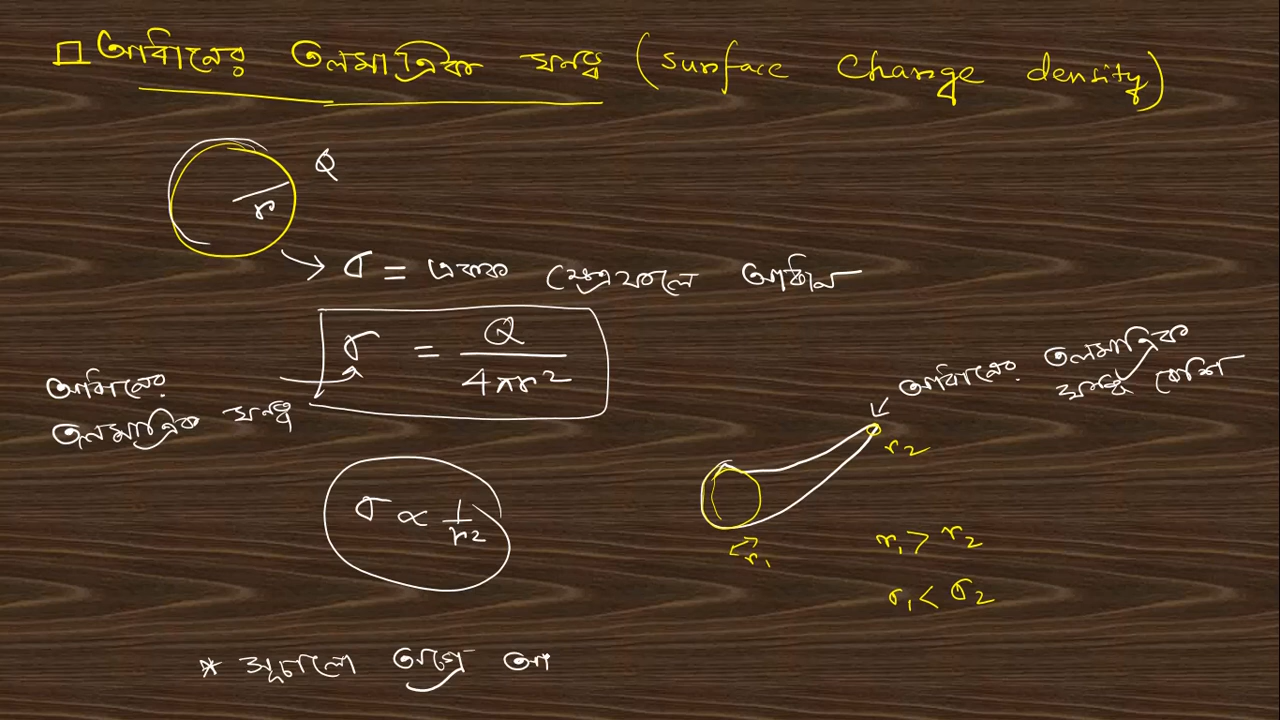 আধানের তলমাত্রিক ঘনত্ব (surface charge density)
Q
r
→ σ = একক ক্ষেত্রফলে আধান
σ = Q / 4πr²
আধানের
তলমাত্রিক ঘনত্ব
আধানের তলমাত্রিক
ঘনত্ব বেশি
r₂
σ ∝ 1/r²
r₁
r₁ > r₂
σ₁ < σ₂
* সূচালো অগ্রে আ